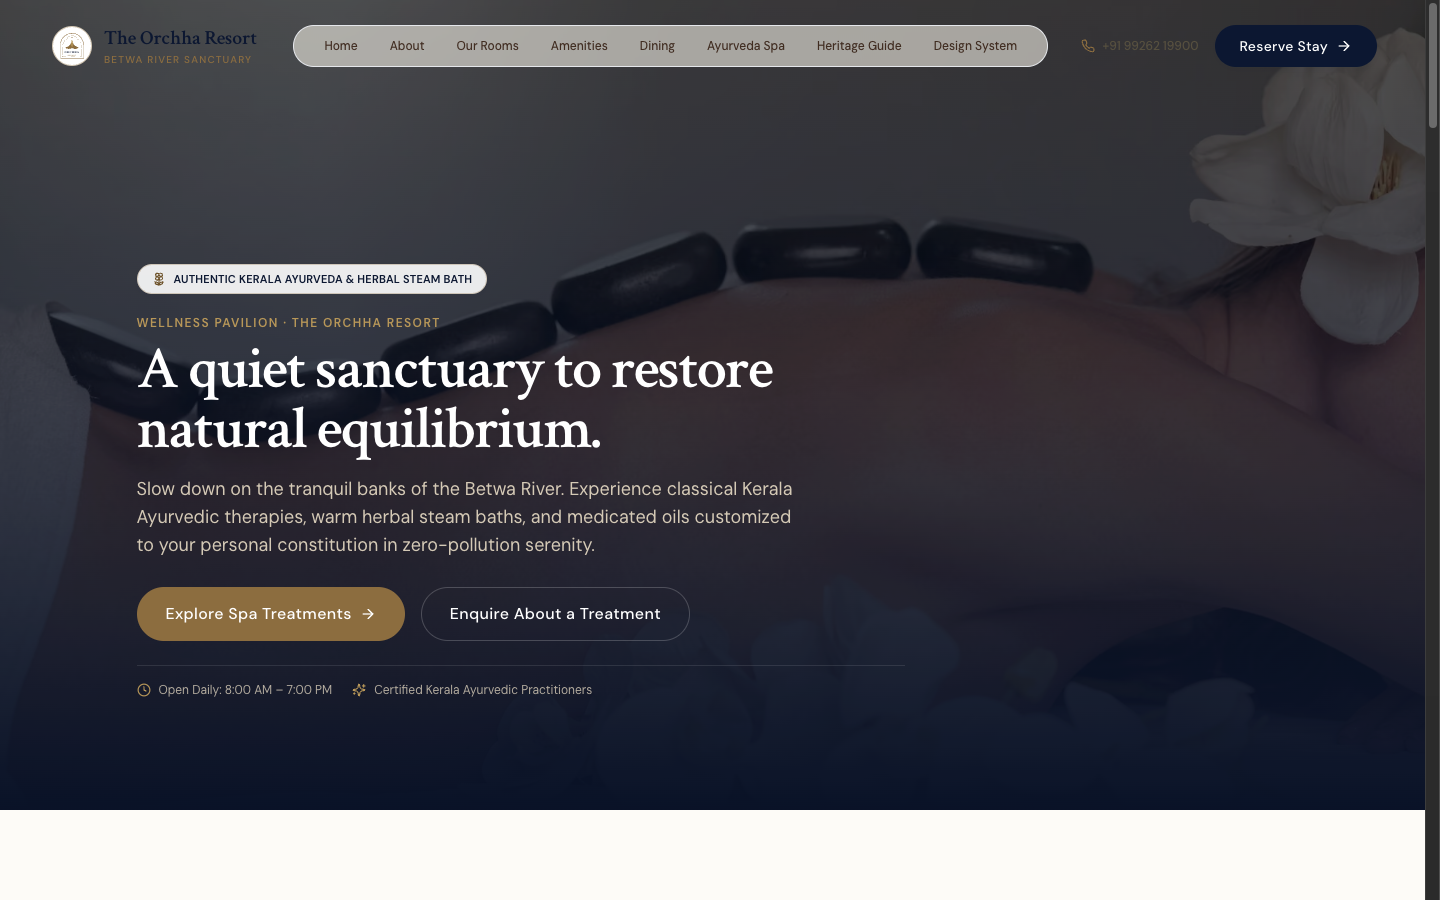 The Orchha Resort
BETWA RIVER SANCTUARY
Home
About
Our Rooms
Amenities
Dining
Ayurveda Spa
Heritage Guide
Design System
+91 99262 19900
Reserve Stay
AUTHENTIC KERALA AYURVEDA & HERBAL STEAM BATH
WELLNESS PAVILION · THE ORCHHA RESORT
A quiet sanctuary to restore
natural equilibrium.
Slow down on the tranquil banks of the Betwa River. Experience classical Kerala
Ayurvedic therapies, warm herbal steam baths, and medicated oils customized
to your personal constitution in zero-pollution serenity.
Explore Spa Treatments
Enquire About a Treatment
Open Daily: 8:00 AM – 7:00 PM
Certified Kerala Ayurvedic Practitioners